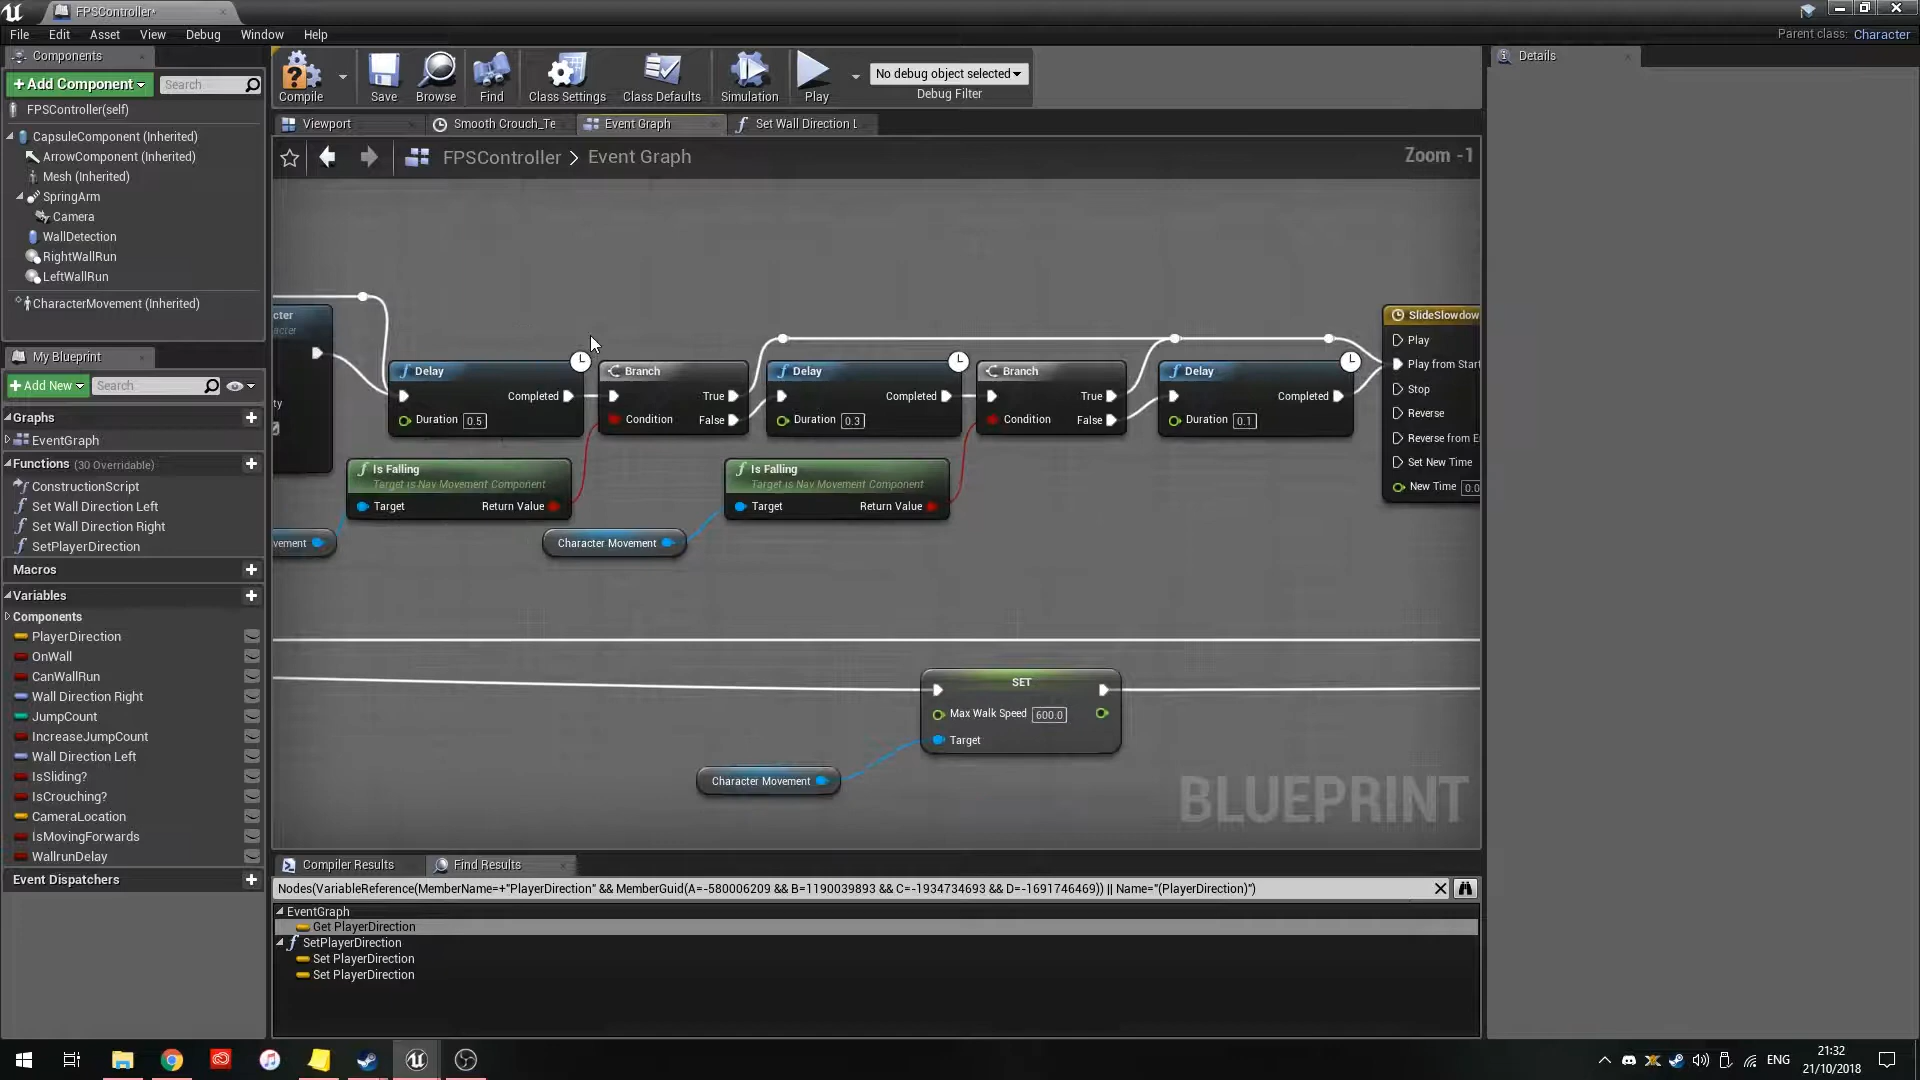 FPSController*
File Edit Asset View Debug Window Help
Parent class: Character
Components
+Add Component
Search
FPSController(self)
CapsuleComponent (Inherited)
ArrowComponent (Inherited)
Mesh (Inherited)
SpringArm
Camera
WallDetection
RightWallRun
LeftWallRun
CharacterMovement (Inherited)
My Blueprint
+Add New
Search
Graphs
EventGraph
Functions (30 Overridable)
ConstructionScript
Set Wall Direction Left
Set Wall Direction Right
SetPlayerDirection
Macros
Variables
Components
PlayerDirection
OnWall
CanWallRun
Wall Direction Right
JumpCount
IncreaseJumpCount
Wall Direction Left
IsSliding?
IsCrouching?
CameraLocation
IsMovingForwards
WallrunDelay
Event Dispatchers
Compile Save Browse Find Class Settings Class Defaults Simulation Play
No debug object selected
Debug Filter
Viewport Smooth Crouch_Te Event Graph Set Wall Direction L
FPSController > Event Graph
Zoom -1
cter
acter
ty
Delay
Completed
Duration 0.5
Branch
True
Condition False
Delay
Completed
Duration 0.3
Branch
True
Condition False
Delay
Completed
Duration 0.1
SlideSlowdow
Play
Play from Start
Stop
Reverse
Reverse from E
Set New Time
New Time 0.0
Is Falling
Target is Nav Movement Component
Target Return Value
Is Falling
Target is Nav Movement Component
Target Return Value
vement
Character Movement
SET
Max Walk Speed 600.0
Target
Character Movement
BLUEPRINT
Compiler Results Find Results
Nodes(VariableReference(MemberName=+"PlayerDirection" && MemberGuid(A=-580006209 && B=1190039893 && C=-1934734693 && D=-1691746469)) || Name="(PlayerDirection)")
EventGraph
Get PlayerDirection
SetPlayerDirection
Set PlayerDirection
Set PlayerDirection
Details
ENG
21:32
21/10/2018